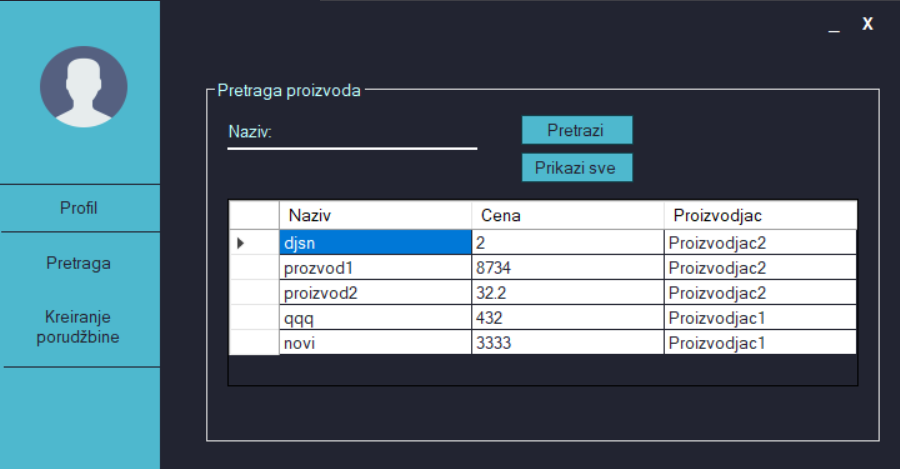 _ X
Profil
Pretraga
Kreiranje
porudžbine
Pretraga proizvoda
Naziv:
Pretrazi
Prikazi sve
Naziv Cena Proizvodjac
djsn 2 Proizvodjac2
prozvod1 8734 Proizvodjac2
proizvod2 32.2 Proizvodjac2
qqq 432 Proizvodjac1
novi 3333 Proizvodjac1